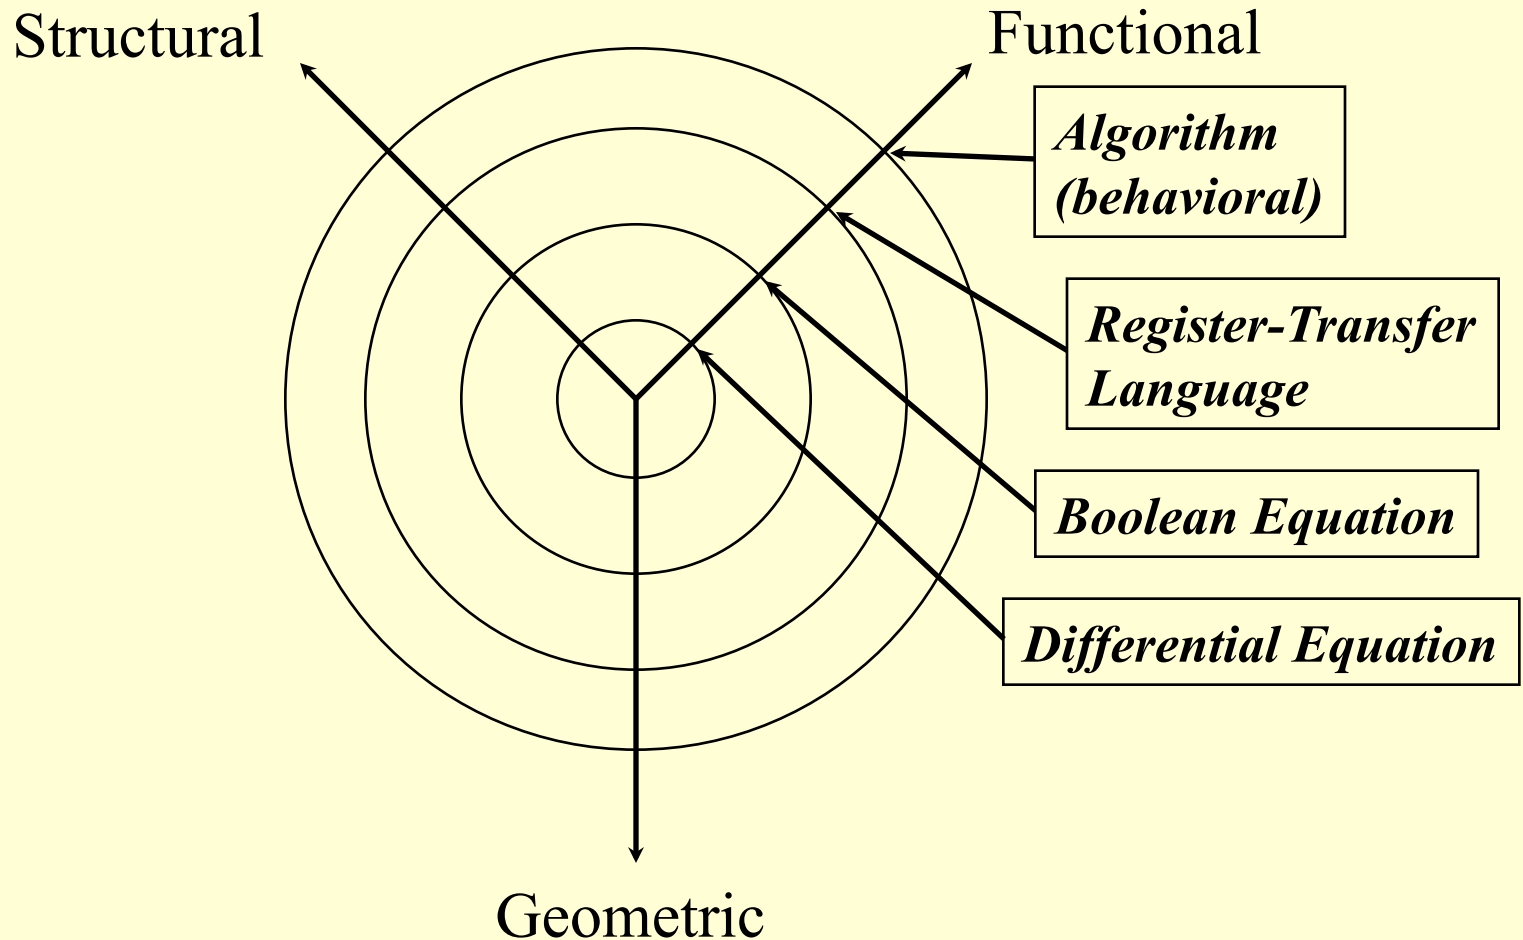 Structural
Functional
Algorithm
(behavioral)
Register-Transfer
Language
Boolean Equation
Differential Equation
Geometric